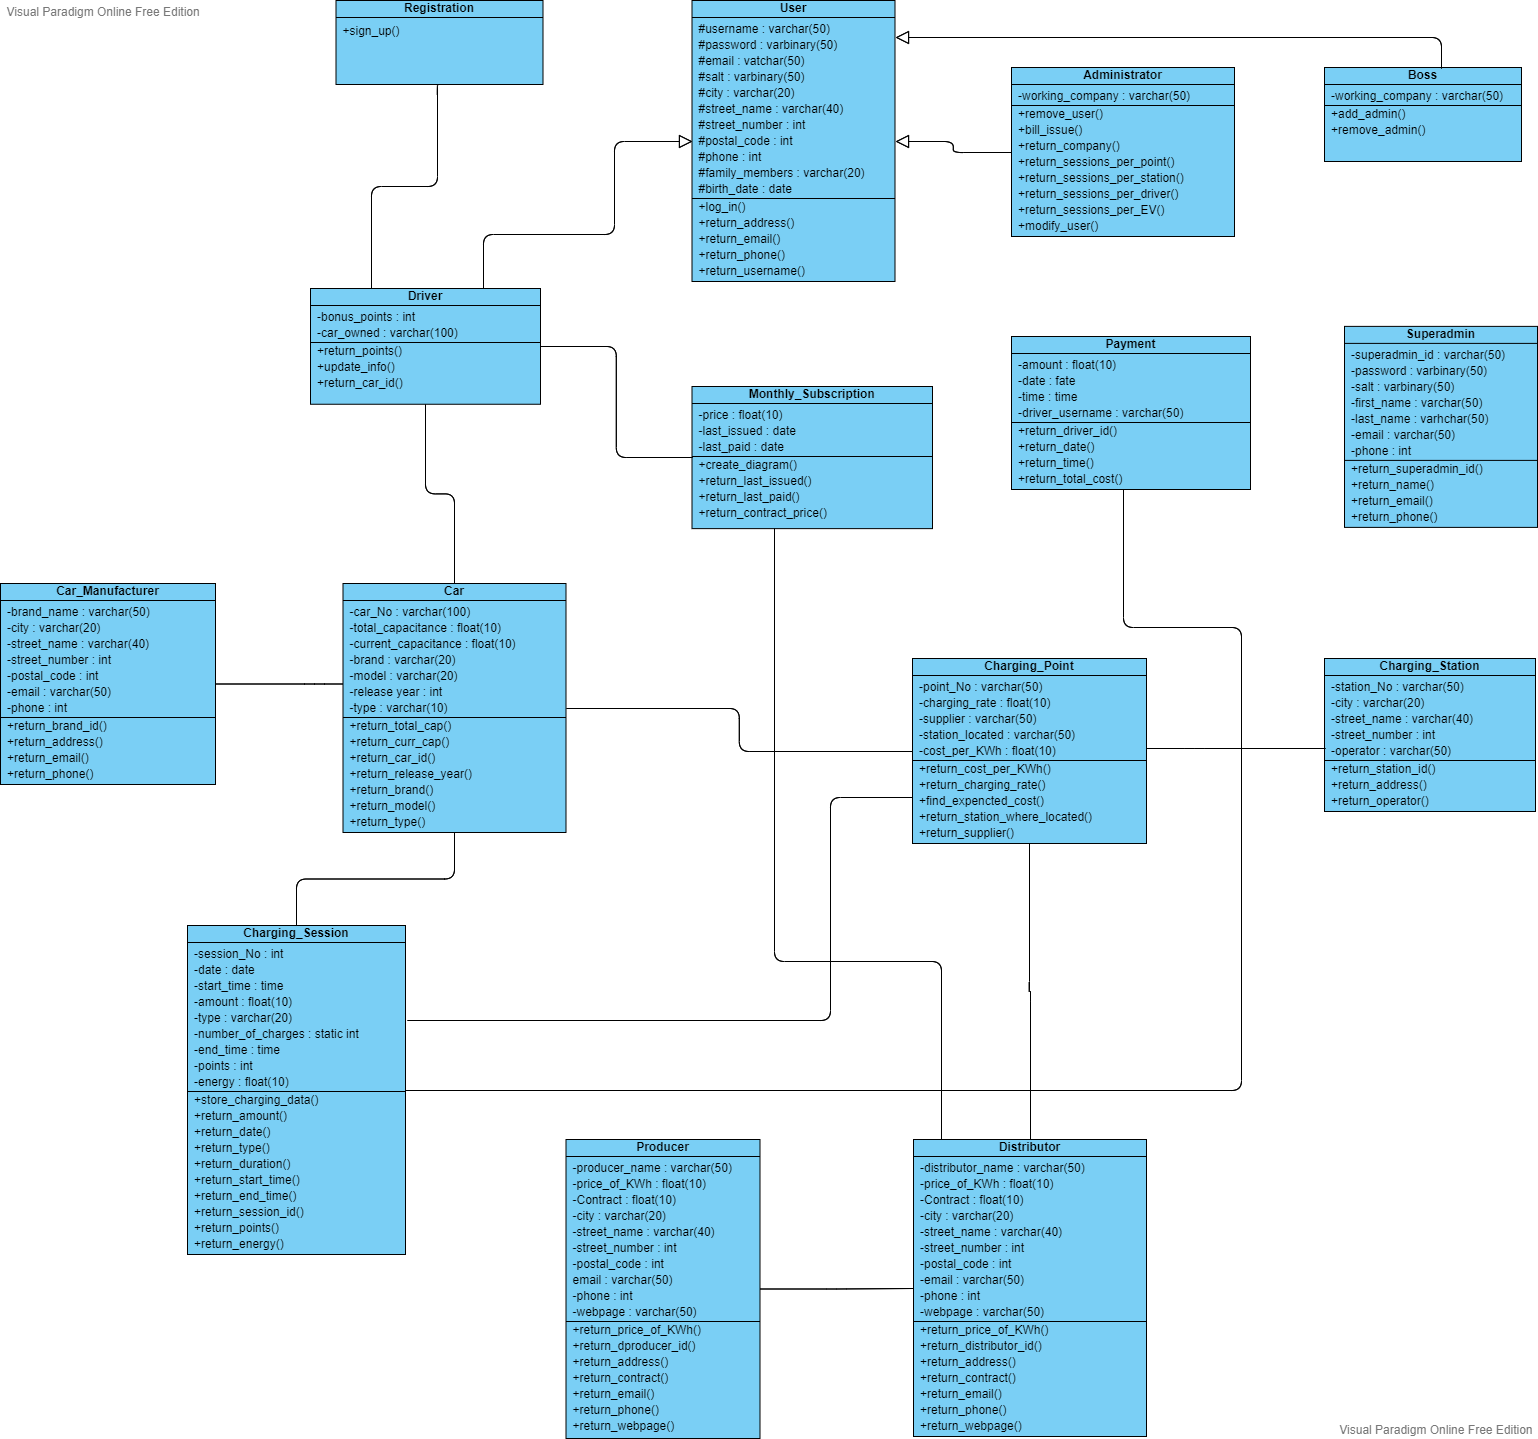 Visual Paradigm Online Free Edition
Registration
+sign_up()
User
#username : varchar(50)
#password : varbinary(50)
#email : vatchar(50)
#salt : varbinary(50)
#city : varchar(20)
#street_name : varchar(40)
#street_number : int
#postal_code : int
#phone : int
#family_members : varchar(20)
#birth_date : date
+log_in()
+return_address()
+return_email()
+return_phone()
+return_username()
Administrator
-working_company : varchar(50)
+remove_user()
+bill_issue()
+return_company()
+return_sessions_per_point()
+return_sessions_per_station()
+return_sessions_per_driver()
+return_sessions_per_EV()
+modify_user()
Boss
-working_company : varchar(50)
+add_admin()
+remove_admin()
Driver
-bonus_points : int
-car_owned : varchar(100)
+return_points()
+update_info()
+return_car_id()
Monthly_Subscription
-price : float(10)
-last_issued : date
-last_paid : date
+create_diagram()
+return_last_issued()
+return_last_paid()
+return_contract_price()
Payment
-amount : float(10)
-date : fate
-time : time
-driver_username : varchar(50)
+return_driver_id()
+return_date()
+return_time()
+return_total_cost()
Superadmin
-superadmin_id : varchar(50)
-password : varbinary(50)
-salt : varbinary(50)
-first_name : varchar(50)
-last_name : varhchar(50)
-email : varchar(50)
-phone : int
+return_superadmin_id()
+return_name()
+return_email()
+return_phone()
Car_Manufacturer
-brand_name : varchar(50)
-city : varchar(20)
-street_name : varchar(40)
-street_number : int
-postal_code : int
-email : varchar(50)
-phone : int
+return_brand_id()
+return_address()
+return_email()
+return_phone()
Car
-car_No : varchar(100)
-total_capacitance : float(10)
-current_capacitance : float(10)
-brand : varchar(20)
-model : varchar(20)
-release year : int
-type : varchar(10)
+return_total_cap()
+return_curr_cap()
+return_car_id()
+return_release_year()
+return_brand()
+return_model()
+return_type()
Charging_Point
-point_No : varchar(50)
-charging_rate : float(10)
-supplier : varchar(50)
-station_located : varchar(50)
-cost_per_KWh : float(10)
+return_cost_per_KWh()
+return_charging_rate()
+find_expencted_cost()
+return_station_where_located()
+return_supplier()
Charging_Station
-station_No : varchar(50)
-city : varchar(20)
-street_name : varchar(40)
-street_number : int
-operator : varchar(50)
+return_station_id()
+return_address()
+return_operator()
Charging_Session
-session_No : int
-date : date
-start_time : time
-amount : float(10)
-type : varchar(20)
-number_of_charges : static int
-end_time : time
-points : int
-energy : float(10)
+store_charging_data()
+return_amount()
+return_date()
+return_type()
+return_duration()
+return_start_time()
+return_end_time()
+return_session_id()
+return_points()
+return_energy()
Producer
-producer_name : varchar(50)
-price_of_KWh : float(10)
-Contract : float(10)
-city : varchar(20)
-street_name : varchar(40)
-street_number : int
-postal_code : int
email : varchar(50)
-phone : int
-webpage : varchar(50)
+return_price_of_KWh()
+return_dproducer_id()
+return_address()
+return_contract()
+return_email()
+return_phone()
+return_webpage()
Distributor
-distributor_name : varchar(50)
-price_of_KWh : float(10)
-Contract : float(10)
-city : varchar(20)
-street_name : varchar(40)
-street_number : int
-postal_code : int
-email : varchar(50)
-phone : int
-webpage : varchar(50)
+return_price_of_KWh()
+return_distributor_id()
+return_address()
+return_contract()
+return_email()
+return_phone()
+return_webpage()
Visual Paradigm Online Free Edition